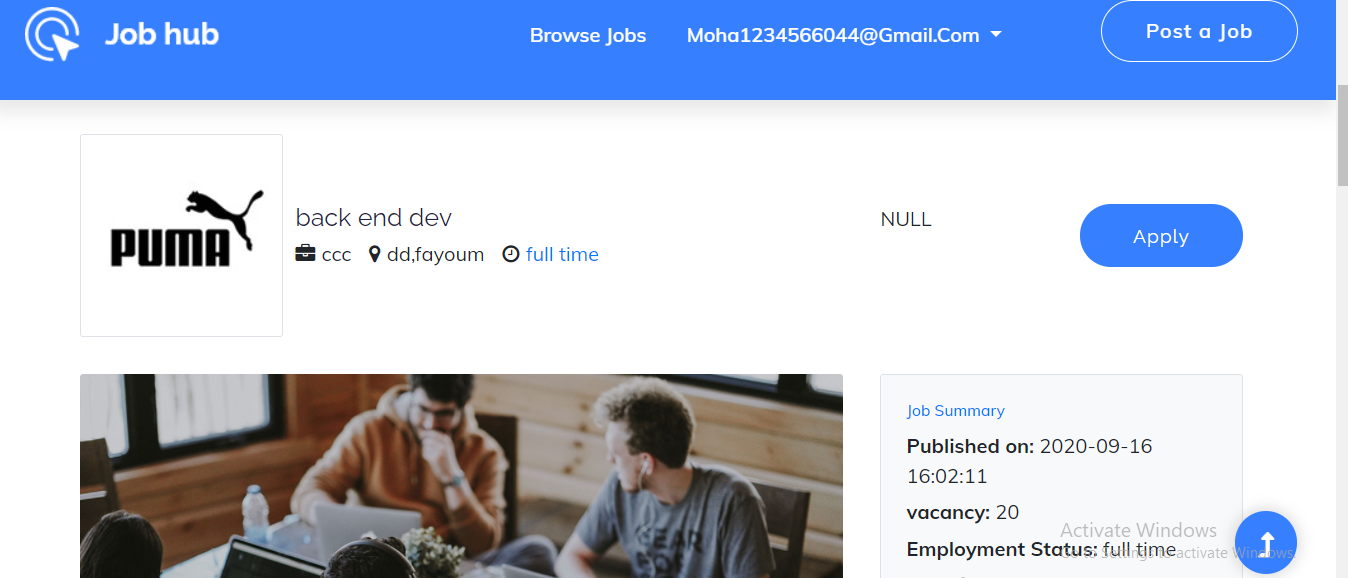 Job hub
Browse Jobs
Moha1234566044@Gmail.Com
Post a Job
PUMA
back end dev
ccc dd,fayoum full time
NULL
Apply
Job Summary
Published on: 2020-09-16
16:02:11
vacancy: 20
Activate Windows
Employment Status: full time
Go to Settings to activate Windows.